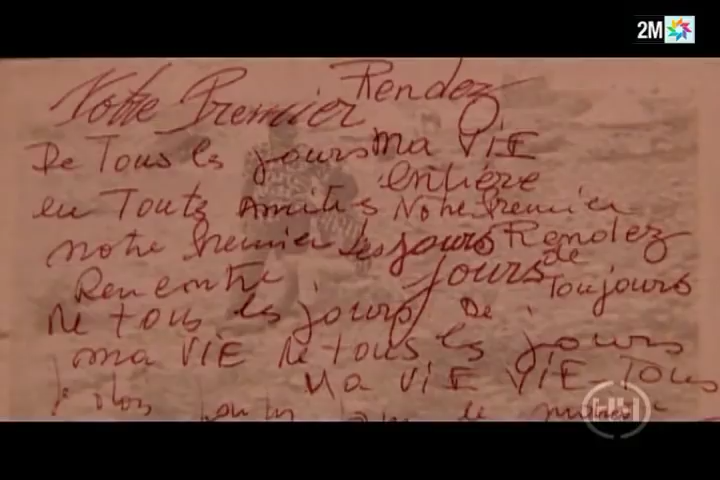 2M
Notre Premier Rendez
De Tous les jours ma VIE
entiere
en Toute Amities Notre Premier
notre Premier les jours Rendez
Rencontre jours de
Toujours
De tous les jours De
ma VIE De tous les jours
Ma VIE VIE Tous